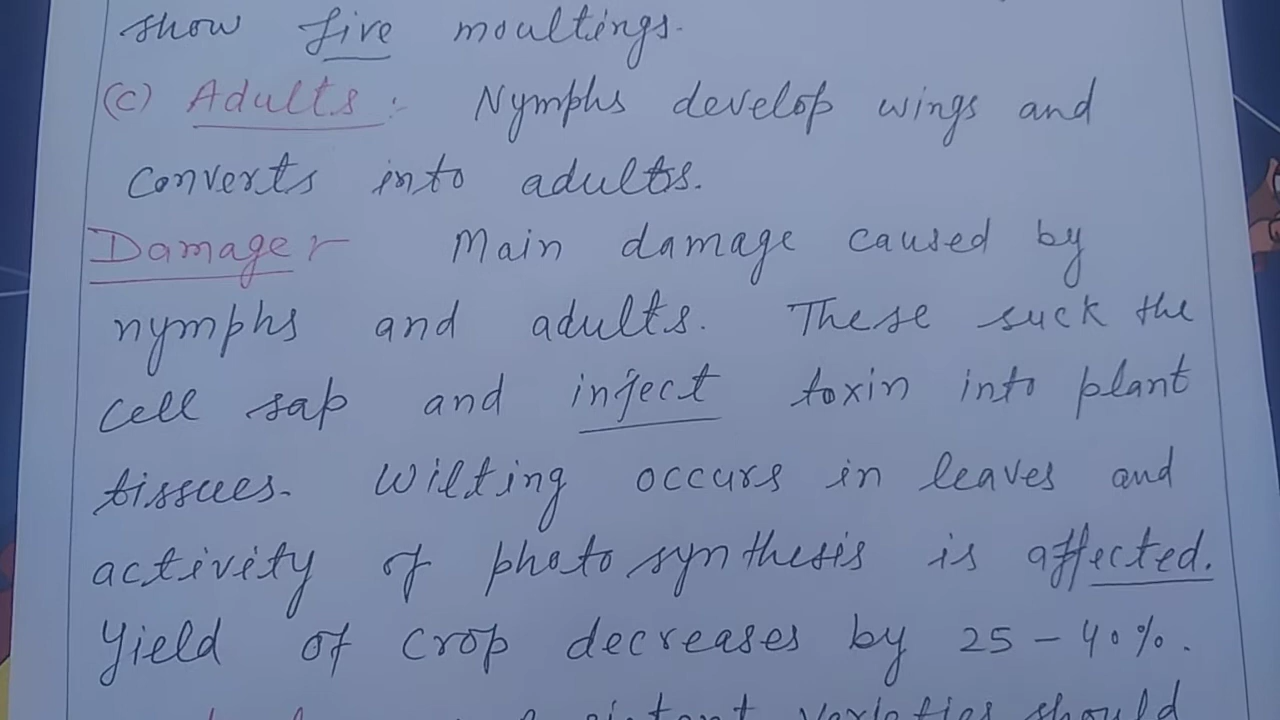 show five moultings.
(c) Adults :- Nymphs develop wings and
converts into adults.
Damage :- Main damage caused by
nymphs and adults. These suck the
cell sap and inject toxin into plant
tissues. Wilting occurs in leaves and
activity of photosynthesis is affected.
Yield of crop decreases by 25-40%.
varieties should